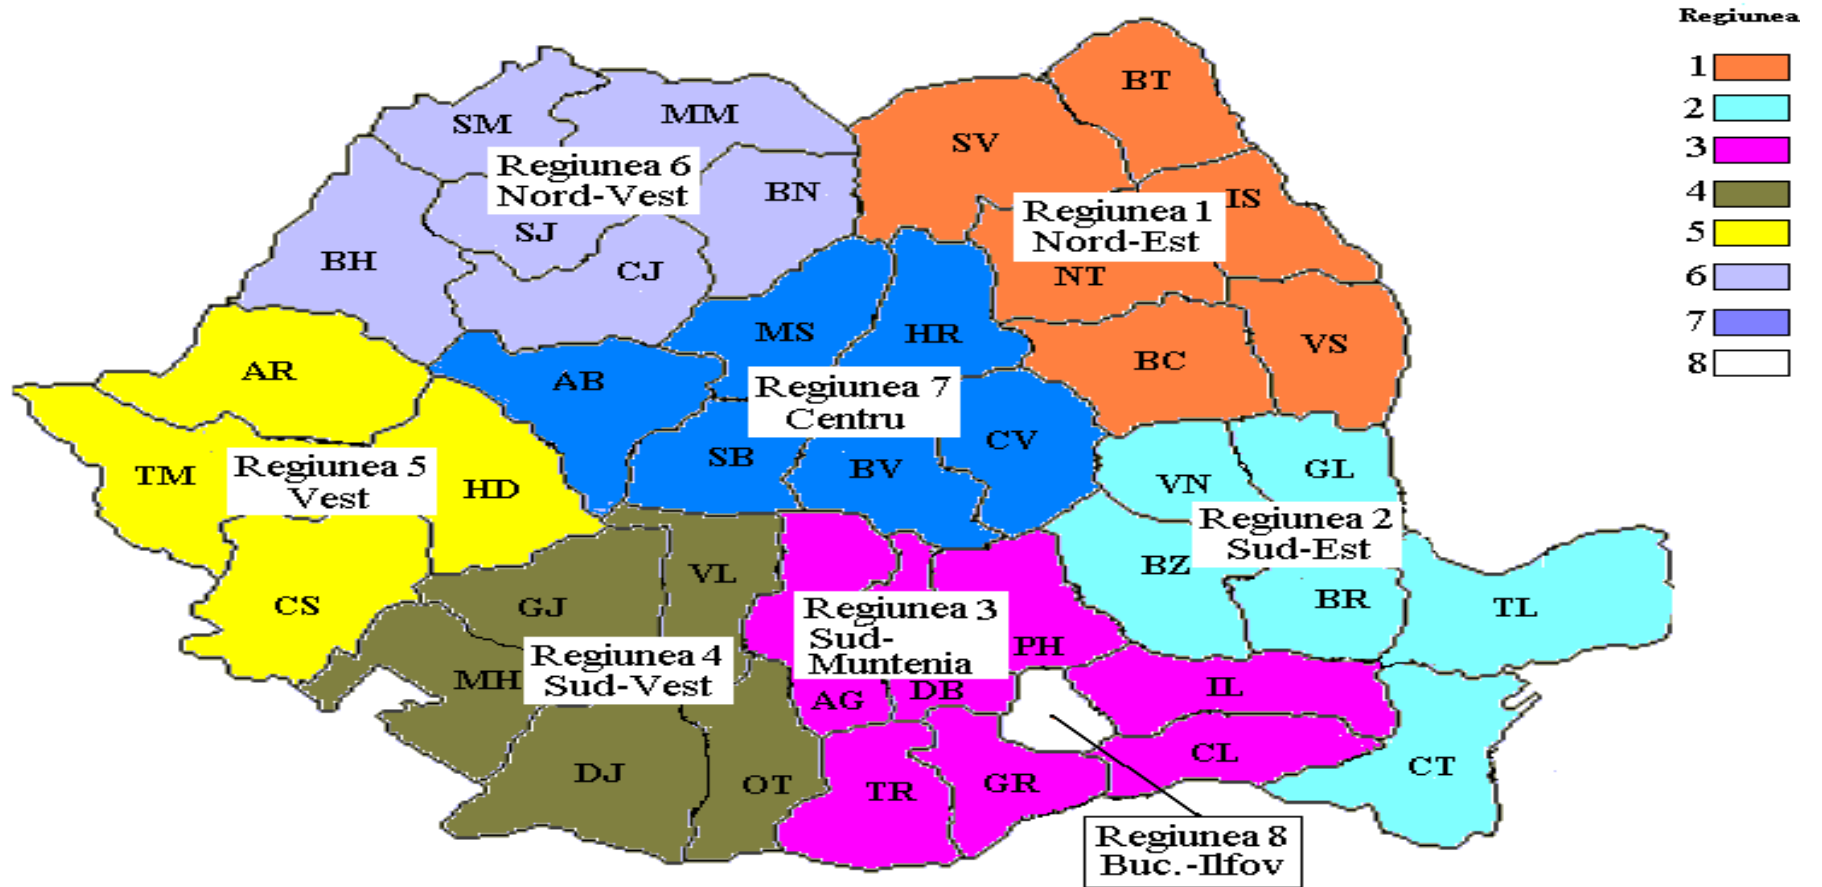 Regiunea
1
2
3
4
5
6
7
8
BT
SV
MM
SM
Regiunea 6
Nord-Vest
BN
IS
Regiunea 1
Nord-Est
SJ
BH
CJ
NT
MS
HR
VS
BC
AR
AB
Regiunea 7
Centru
CV
SB
BV
TM
Regiunea 5
Vest
HD
VN
GL
Regiunea 2
Sud-Est
BZ
BR
TL
CS
GJ
VL
Regiunea 3
Sud-
Muntenia
PH
Regiunea 4
Sud-Vest
MH
AG
DB
IL
CL
CT
DJ
OT
TR
GR
Regiunea 8
Buc.-Ilfov